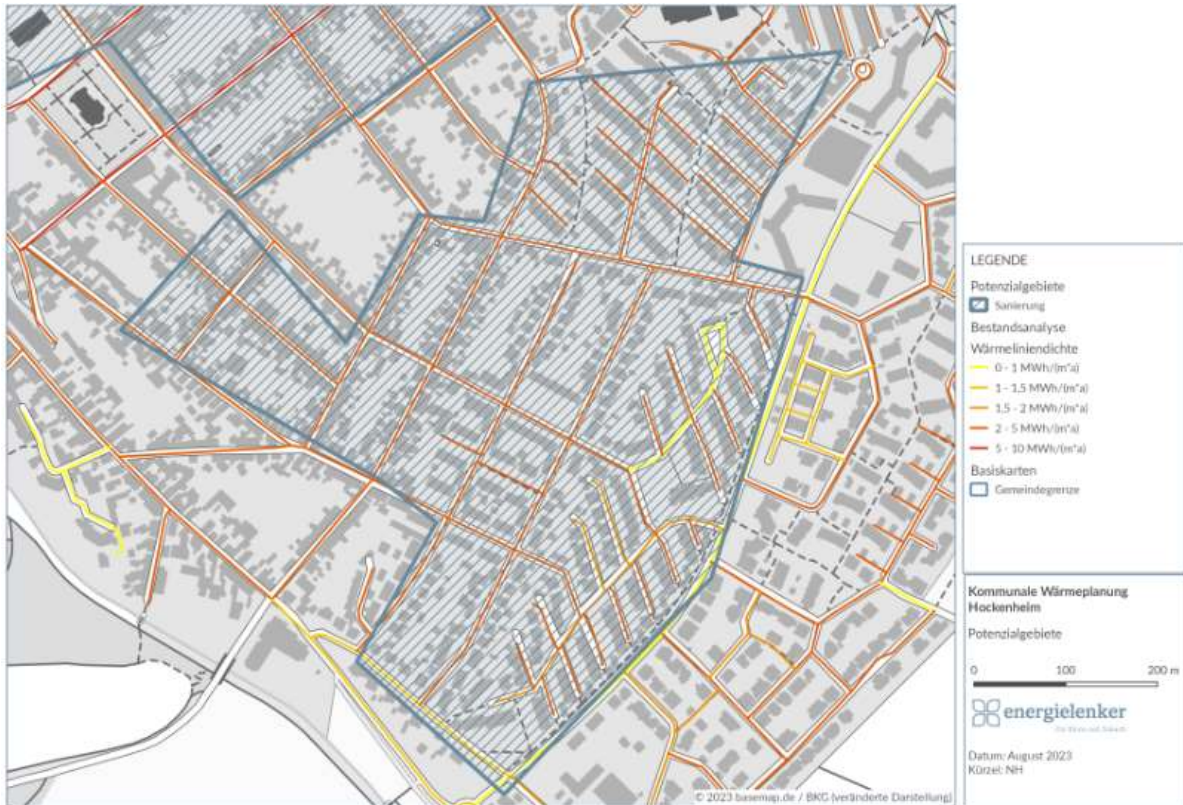 LEGENDE
Potenzialgebiete
Sanierung
Bestandsanalyse
Wärmeliniendichte
0 - 1 MWh/(m*a)
1 - 1,5 MWh/(m*a)
1,5 - 2 MWh/(m*a)
2 - 5 MWh/(m*a)
5 - 10 MWh/(m*a)
Basiskarten
Gemeindegrenze
Kommunale Wärmeplanung
Hockenheim
Potenzialgebiete
0 100 200 m
energielenker
Datum: August 2023
Kürzel: NH
© 2023 basemap.de / BKG (veränderte Darstellung)